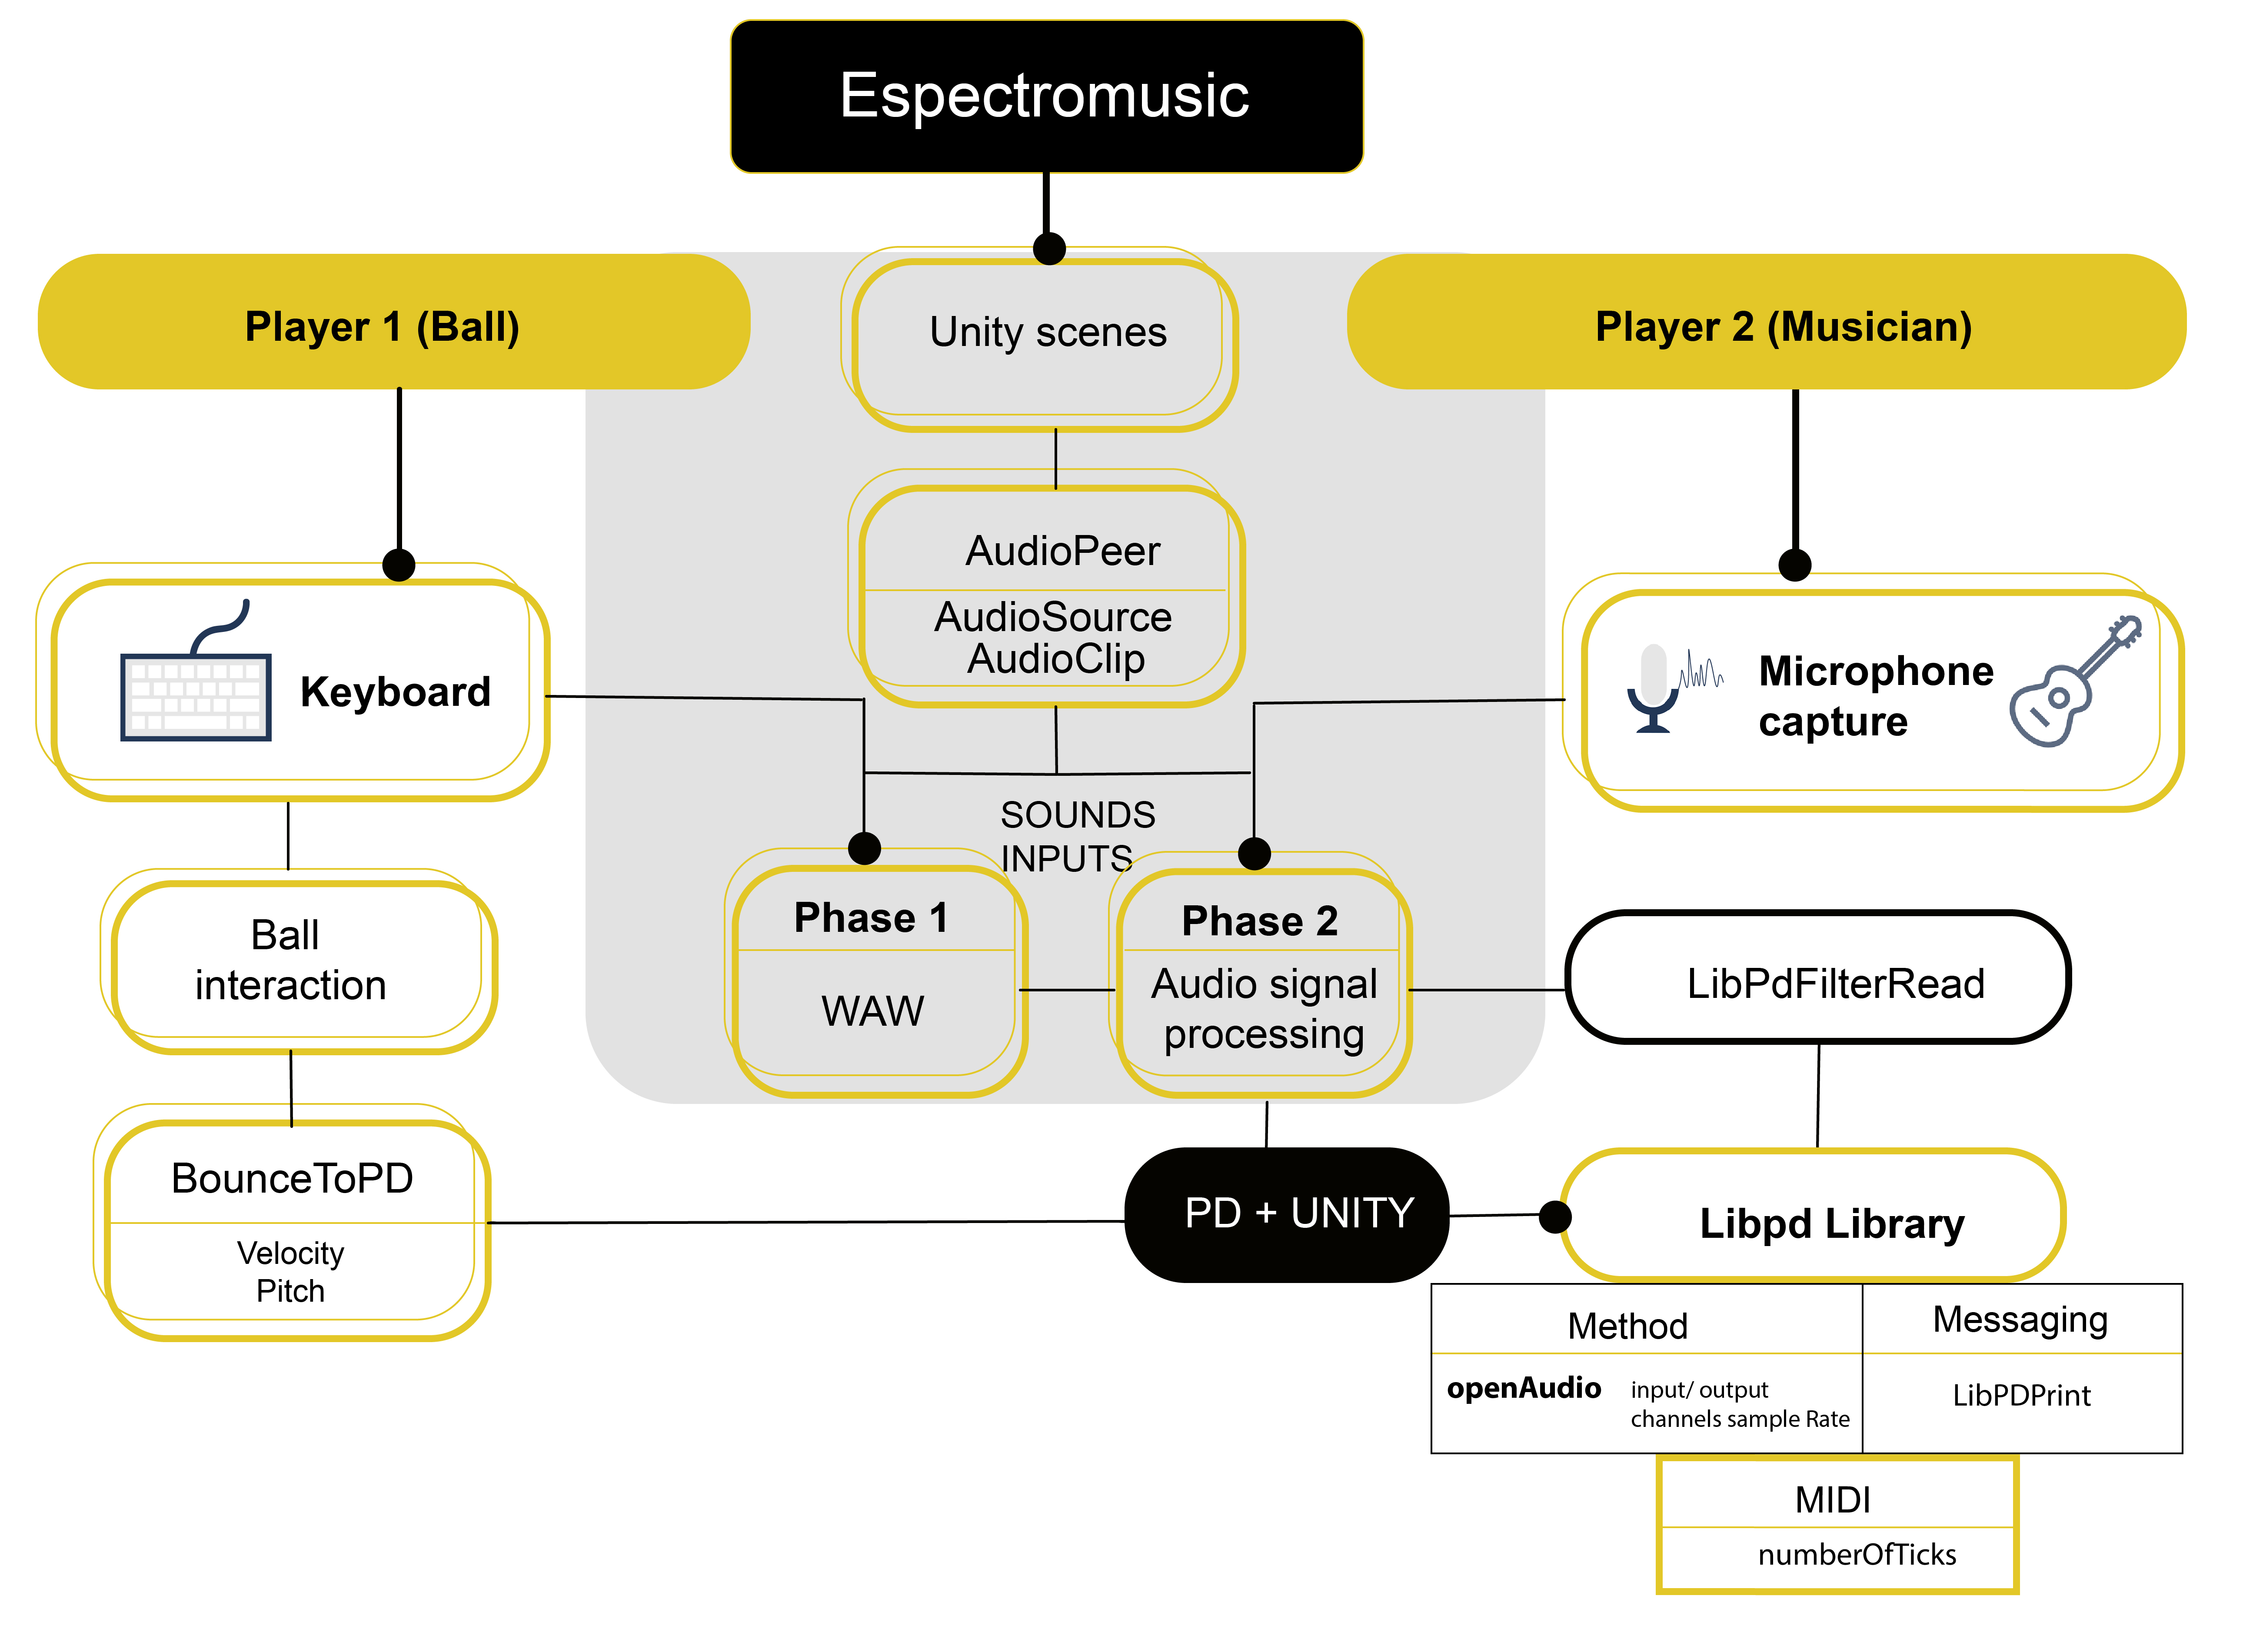 Espectromusic
Player 1 (Ball)
Unity scenes
Player 2 (Musician)
AudioPeer
AudioSource
AudioClip
Keyboard
Microphone
capture
SOUNDS
INPUTS
Phase 1
WAW
Phase 2
Audio signal
processing
Ball
interaction
LibPdFilterRead
BounceToPD
Velocity
Pitch
PD + UNITY
Libpd Library
Method
Messaging
openAudio
input/ output
channels sample Rate
LibPDPrint
MIDI
numberOfTicks